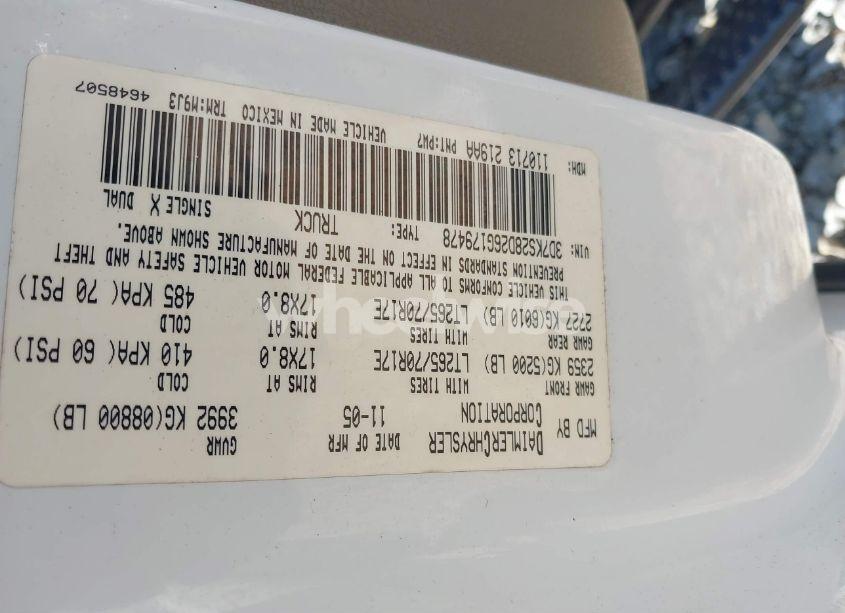 MFD BY DAIMLERCHRYSLER CORPORATION DATE OF MFR 11-05 GVWR 3992 KG(08800 LB)
GAWR FRONT WITH TIRES RIMS AT COLD
2359 KG(5200 LB) LT265/70R17E 17X8.0 410 KPA(60 PSI)
GAWR REAR WITH TIRES RIMS AT COLD
2727 KG(6010 LB) LT265/70R17E 17X8.0 485 KPA(70 PSI)
THIS VEHICLE CONFORMS TO ALL APPLICABLE FEDERAL MOTOR VEHICLE SAFETY AND THEFT
PREVENTION STANDARDS IN EFFECT ON THE DATE OF MANUFACTURE SHOWN ABOVE.
VIN: 3D7KS28D26G179478 TYPE: TRUCK SINGLE X DUAL
MDH: 110713 219AA PNT:PW7 VEHICLE MADE IN MEXICO TRM:M9J3 4648507